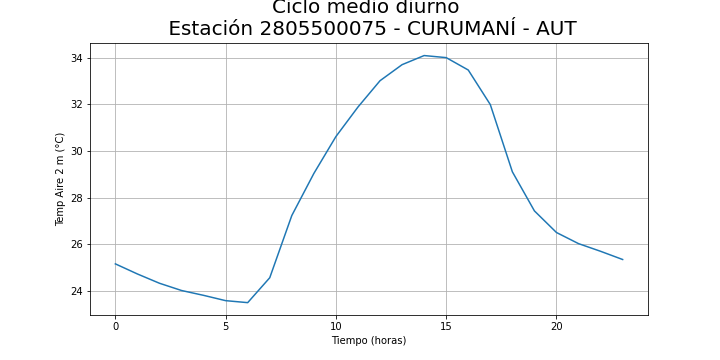 Ciclo medio diurno
Estación 2805500075 - CURUMANÍ - AUT
34
32
30
28
26
24
Temp Aire 2 m (°C)
0
5
10
15
20
Tiempo (horas)